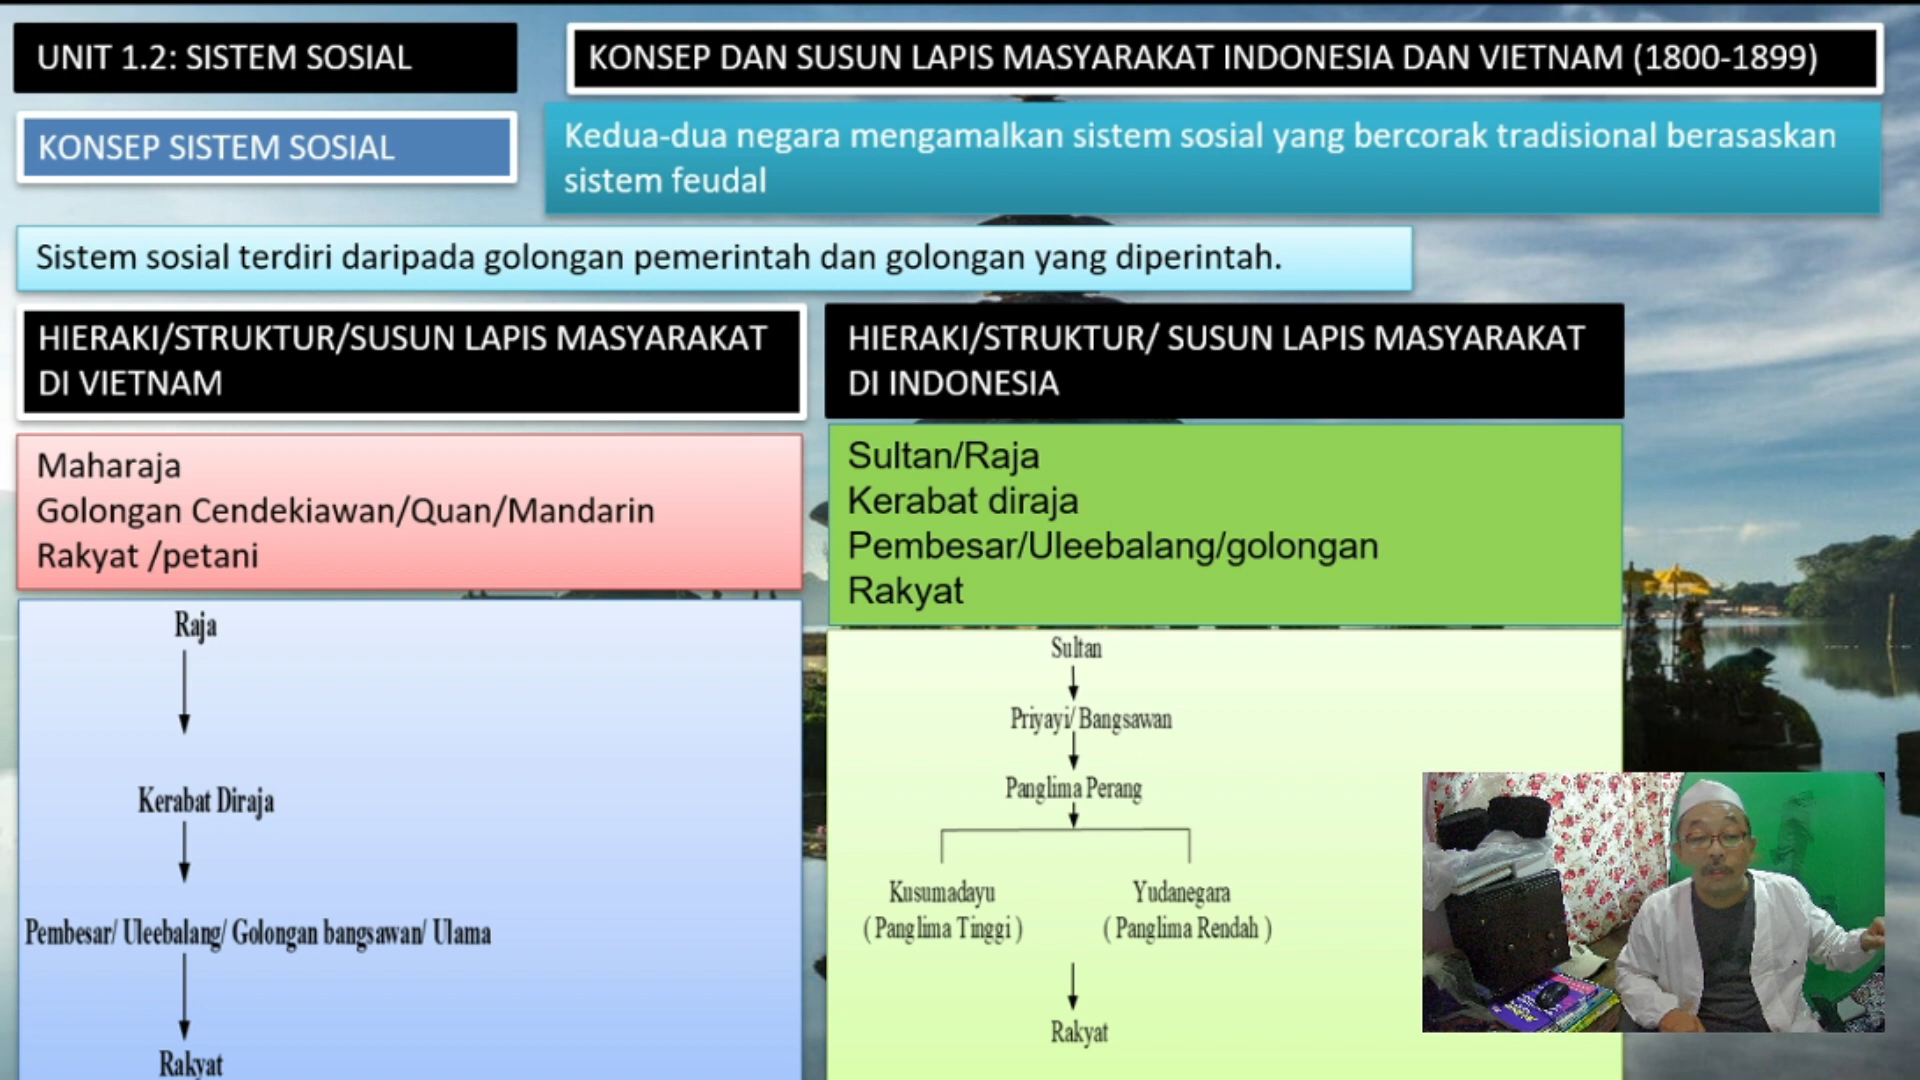 UNIT 1.2: SISTEM SOSIAL
KONSEP DAN SUSUN LAPIS MASYARAKAT INDONESIA DAN VIETNAM (1800-1899)
KONSEP SISTEM SOSIAL
Kedua-dua negara mengamalkan sistem sosial yang bercorak tradisional berasaskan
sistem feudal
Sistem sosial terdiri daripada golongan pemerintah dan golongan yang diperintah.
HIERAKI/STRUKTUR/SUSUN LAPIS MASYARAKAT
DI VIETNAM
Maharaja
Golongan Cendekiawan/Quan/Mandarin
Rakyat /petani
Raja
Kerabat Diraja
Pembesar/ Uleebalang/ Golongan bangsawan/ Ulama
Rakyat
HIERAKI/STRUKTUR/ SUSUN LAPIS MASYARAKAT
DI INDONESIA
Sultan/Raja
Kerabat diraja
Pembesar/Uleebalang/golongan
Rakyat
Sultan
Priyayi/ Bangsawan
Panglima Perang
Kusumadayu
( Panglima Tinggi )
Yudanegara
( Panglima Rendah )
Rakyat